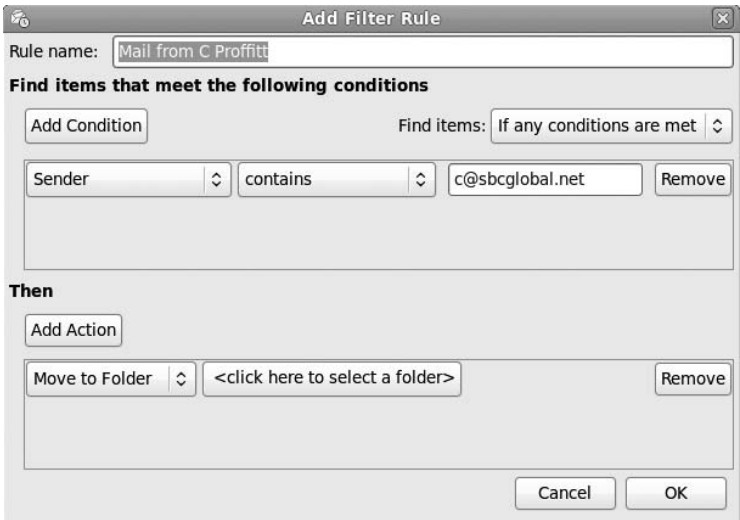 Add Filter Rule
Rule name: Mail from C Proffitt
Find items that meet the following conditions
Add Condition Find items: If any conditions are met
Sender contains c@sbcglobal.net Remove
Then
Add Action
Move to Folder <click here to select a folder> Remove
Cancel OK